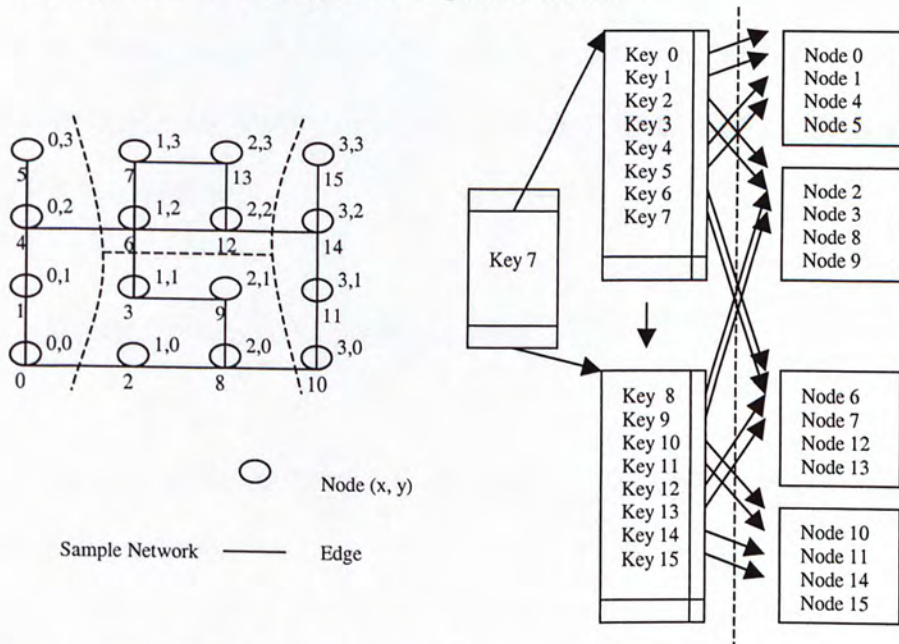 0,3
1,3
2,3
3,3
5
7
13
15
0,2
1,2
2,2
3,2
4
6
12
14
0,1
1,1
2,1
3,1
1
3
9
11
0,0
1,0
2,0
3,0
0
2
8
10
Node (x, y)
Sample Network
Edge
Key 7
Key 0
Key 1
Key 2
Key 3
Key 4
Key 5
Key 6
Key 7
Key 8
Key 9
Key 10
Key 11
Key 12
Key 13
Key 14
Key 15
Node 0
Node 1
Node 4
Node 5
Node 2
Node 3
Node 8
Node 9
Node 6
Node 7
Node 12
Node 13
Node 10
Node 11
Node 14
Node 15